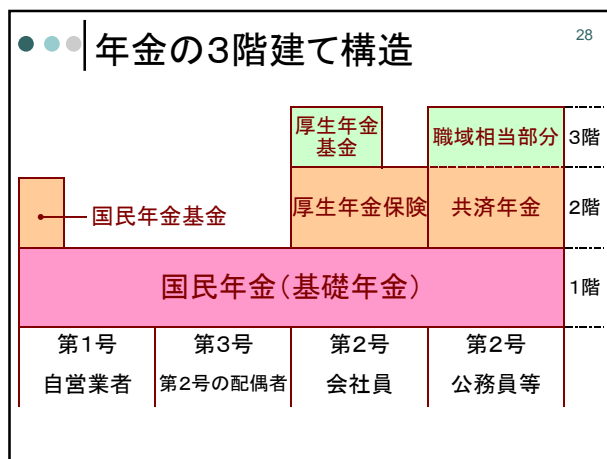 年金の3階建て構造
28
厚生年金
基金
職域相当部分
3階
国民年金基金
厚生年金保険
共済年金
2階
国民年金(基礎年金)
1階
第1号
第3号
第2号
第2号
自営業者
第2号の配偶者
会社員
公務員等